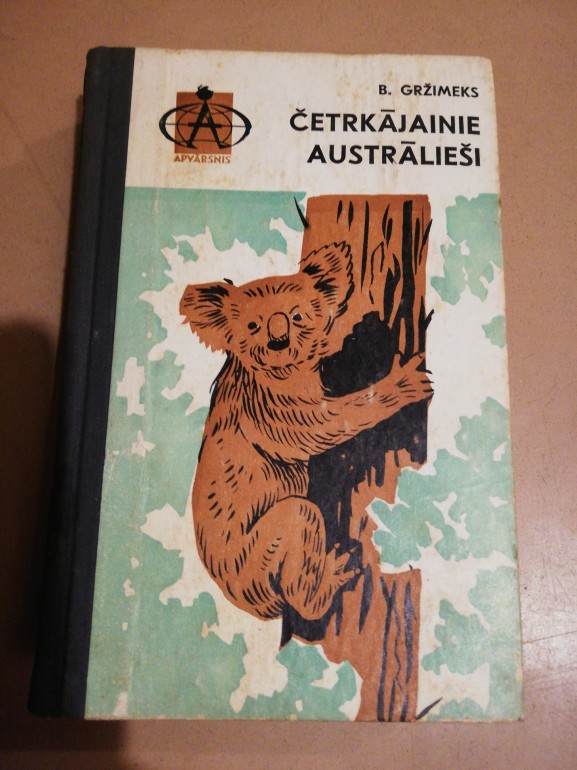 B. GRŽIMEKS
ČETRKĀJAINIE
AUSTRĀLIEŠI
APVĀRSNIS